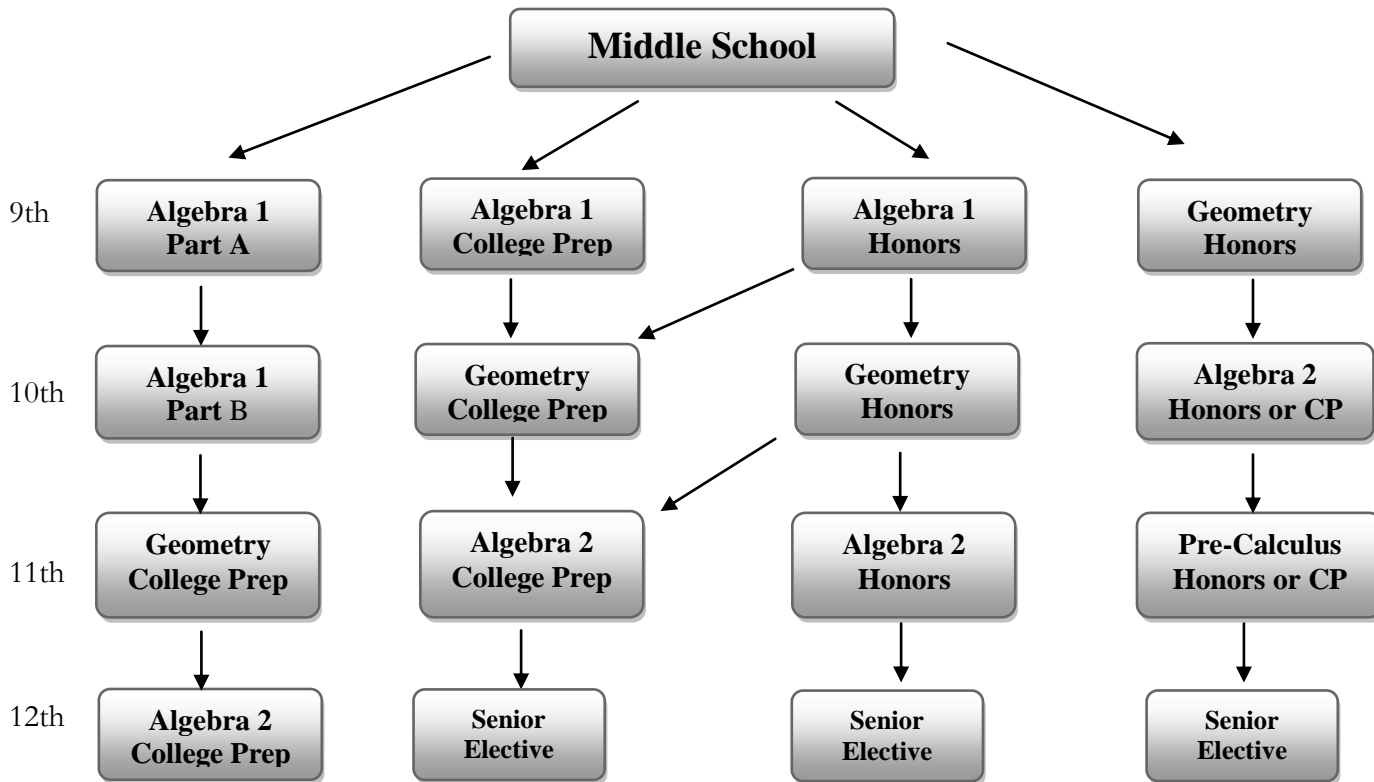 Middle School
9th
Algebra 1
Part A
Algebra 1
College Prep
Algebra 1
Honors
Geometry
Honors
10th
Algebra 1
Part B
Geometry
College Prep
Geometry
Honors
Algebra 2
Honors or CP
11th
Geometry
College Prep
Algebra 2
College Prep
Algebra 2
Honors
Pre-Calculus
Honors or CP
12th
Algebra 2
College Prep
Senior
Elective
Senior
Elective
Senior
Elective